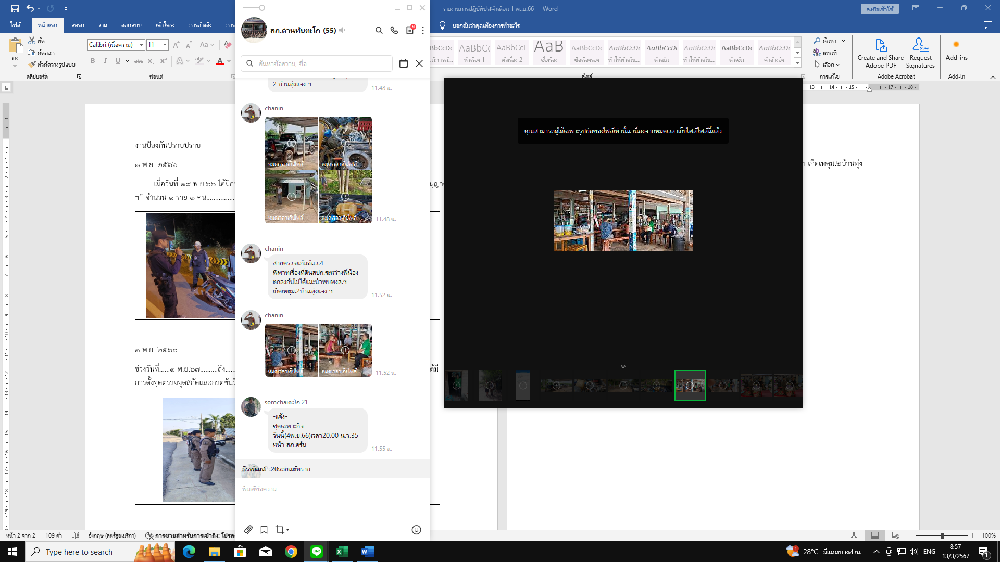 รายงานการปฏิบัติประจำเดือน 1 พ..ย.66 - Word
ลงชื่อเข้าใช้
ไฟล์
หน้าแรก
แทรก
วาด
ออกแบบ
เค้าโครง
การอ้างอิง
บอกฉันว่าคุณต้องการทำอะไร
วาง
ตัด
คัดลอก
ตัวคัดวางรูปแบบ
คลิปบอร์ด
Calibri (เนื้อความ)
11
ฟอนต์
หัวเรื่อง 1
หัวเรื่อง 2
ชื่อเรื่อง
ชื่อเรื่องรอง
ทำให้ตัวเน้น...
ตัวเน้น
ทำให้ตัวเน้น...
ตัวเข้ม
คำอ้างอิง
สไตล์
ค้นหา
แทนที่
เลือก
การแก้ไข
Create and Share
Adobe PDF
Request
Signatures
Adobe Acrobat
Add-ins
Add-in
งานป้องกันปราบปราบ
๑ พ.ย. ๒๕๖๖
เมื่อวันที่ ๑๙ พ.ย.๖๖ ได้มีก
ฯ” จำนวน ๑ ราย ๑ คน
๑ พ.ย. ๒๕๖๖
ช่วงวันที่......๑ พ.ย.๖๗..........ถึง
การตั้งจุดตรวจจุดสกัดและกวดขันวิ
ฯ เกิดเหตุม.๒บ้านทุ่ง
สภ.ด่านทับตะโก (55)
ค้นหาข้อความ, ชื่อ
2 บ้านทุ่งแจง ฯ
11.48 น.
chanin
หมดเวลาเก็บไฟล์
หมดเวลาเก็บไฟล์
หมดเวลาเก็บไฟล์
หมดเวลาเก็บไฟล์
11.48 น.
chanin
สายตรวจแก้มอ้นว.4
พิพาทเรื่องที่ดินสปก.ระหว่างพี่น้อง
ตกลงกันไม่ได้แนะนำพบพงส.ฯ
เกิดเหตุม.2บ้านทุ่งแจง ฯ
11.52 น.
chanin
หมดเวลาเก็บไฟล์
หมดเวลาเก็บไฟล์
11.52 น.
somchaiตะโก 21
-แจ้ง-
ชุดเฉพาะกิจ
วันนี้(4พ.ย.66)เวลา20.00 น.ว.35
หน้า สภ.ครับ
11.55 น.
ธีรพัฒน์ 20รถยนต์ทราบ
พิมพ์ข้อความ
คุณสามารถดูได้เฉพาะรูปย่อของไฟล์เท่านั้น เนื่องจากหมดเวลาเก็บไฟล์ไฟล์นี้แล้ว
หน้า 2 จาก 2
109 คำ
อังกฤษ (สหรัฐอเมริกา)
การช่วยสำหรับการเข้าถึง: โปรด
100%
Type here to search
28°C มีแดดบางส่วน
ENG
8:57
13/3/2567